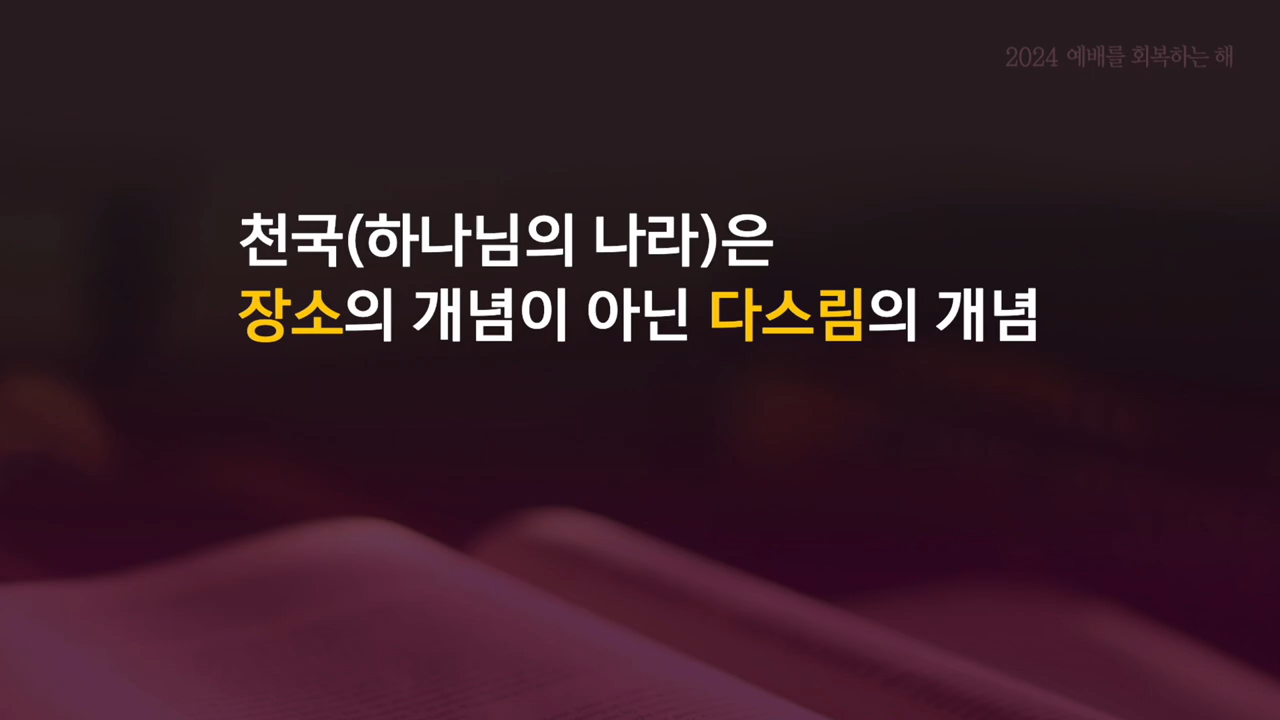 2024 예배를 회복하는 해
천국(하나님의 나라)은
장소의 개념이 아닌 다스림의 개념